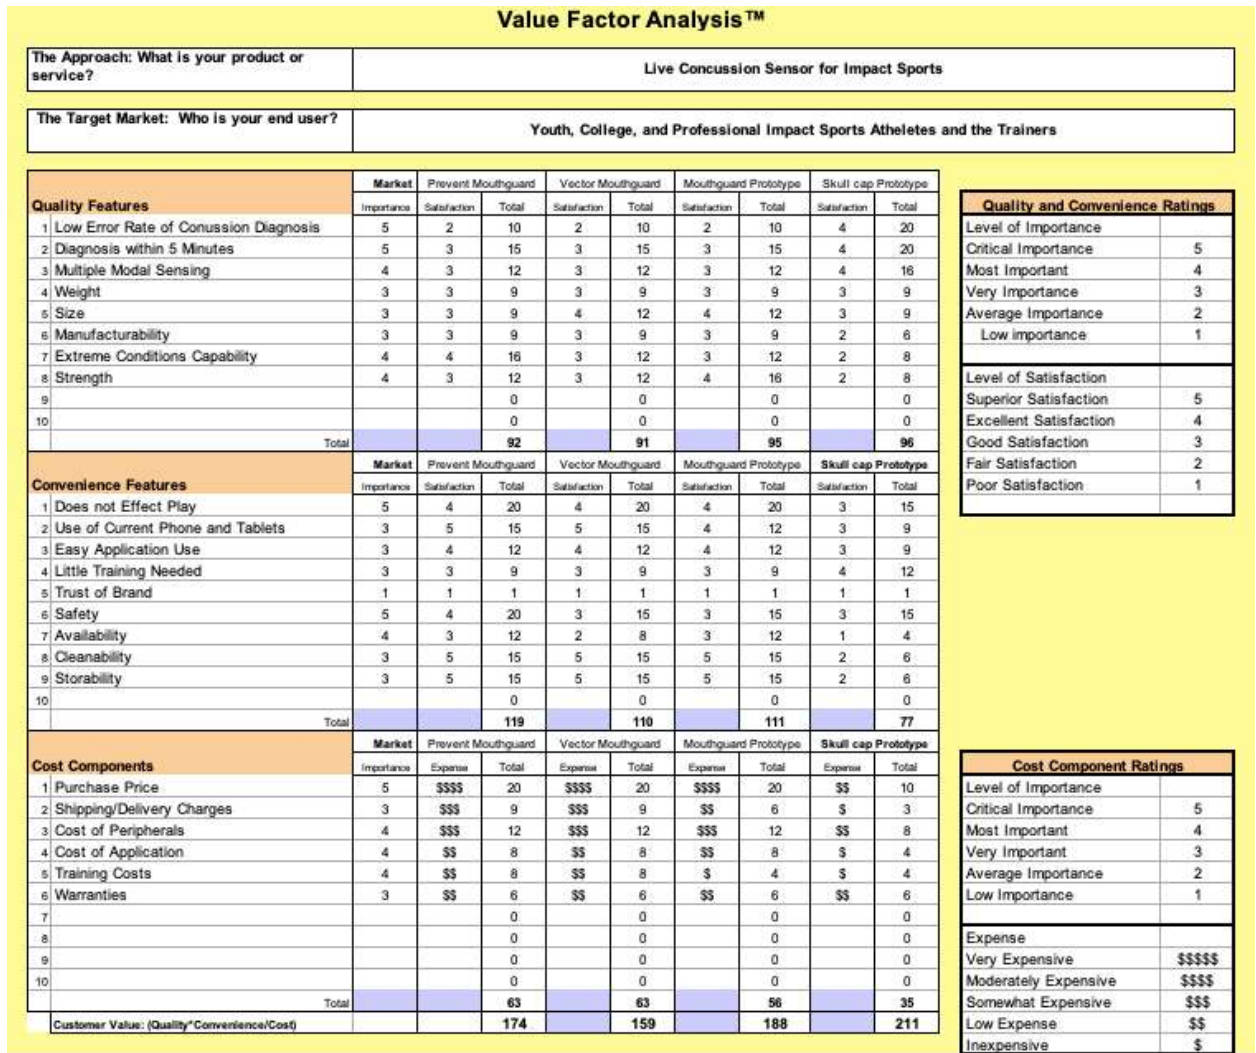 Value Factor Analysis™
The Approach: What is your product or service? Live Concussion Sensor for Impact Sports
The Target Market: Who is your end user? Youth, College, and Professional Impact Sports Atheletes and the Trainers
Market Prevent Mouthguard Vector Mouthguard Mouthguard Prototype Skull cap Prototype
Quality Features Importance Satisfaction Total Satisfaction Total Satisfaction Total Satisfaction Total
1 Low Error Rate of Conussion Diagnosis 5 2 10 2 10 2 10 4 20
2 Diagnosis within 5 Minutes 5 3 15 3 15 3 15 4 20
3 Multiple Modal Sensing 4 3 12 3 12 3 12 4 16
4 Weight 3 3 9 3 9 3 9 3 9
5 Size 3 3 9 4 12 4 12 3 9
6 Manufacturability 3 3 9 3 9 3 9 2 6
7 Extreme Conditions Capability 4 4 16 3 12 3 12 2 8
8 Strength 4 3 12 3 12 4 16 2 8
9 0 0 0 0
10 0 0 0 0
Total 92 91 95 96
Market Prevent Mouthguard Vector Mouthguard Mouthguard Prototype Skull cap Prototype
Convenience Features Importance Satisfaction Total Satisfaction Total Satisfaction Total Satisfaction Total
1 Does not Effect Play 5 4 20 4 20 4 20 3 15
2 Use of Current Phone and Tablets 3 5 15 5 15 4 12 3 9
3 Easy Application Use 3 4 12 4 12 4 12 3 9
4 Little Training Needed 3 3 9 3 9 3 9 4 12
5 Trust of Brand 1 1 1 1 1 1 1 1 1
6 Safety 5 4 20 3 15 3 15 3 15
7 Availability 4 3 12 2 8 3 12 1 4
8 Cleanability 3 5 15 5 15 5 15 2 6
9 Storability 3 5 15 5 15 5 15 2 6
10 0 0 0 0
Total 119 110 111 77
Market Prevent Mouthguard Vector Mouthguard Mouthguard Prototype Skull cap Prototype
Cost Components Importance Expense Total Expense Total Expense Total Expense Total
1 Purchase Price 5 $$$$ 20 $$$$ 20 $$$$ 20 $$ 10
2 Shipping/Delivery Charges 3 $$$ 9 $$$ 9 $$ 6 $ 3
3 Cost of Peripherals 4 $$$ 12 $$$ 12 $$$ 12 $$ 8
4 Cost of Application 4 $$ 8 $$ 8 $$ 8 $ 4
5 Training Costs 4 $$ 8 $$ 8 $ 4 $ 4
6 Warranties 3 $$ 6 $$ 6 $$ 6 $$ 6
7 0 0 0 0
8 0 0 0 0
9 0 0 0 0
10 0 0 0 0
Total 63 63 56 35
Customer Value: (Quality*Convenience/Cost) 174 159 188 211
Quality and Convenience Ratings
Level of Importance
Critical Importance 5
Most Important 4
Very Importance 3
Average Importance 2
Low importance 1
Level of Satisfaction
Superior Satisfaction 5
Excellent Satisfaction 4
Good Satisfaction 3
Fair Satisfaction 2
Poor Satisfaction 1
Cost Component Ratings
Level of Importance
Critical Importance 5
Most Important 4
Very Important 3
Average Importance 2
Low Importance 1
Expense
Very Expensive $$$$$
Moderately Expensive $$$$
Somewhat Expensive $$$
Low Expense $$
Inexpensive $